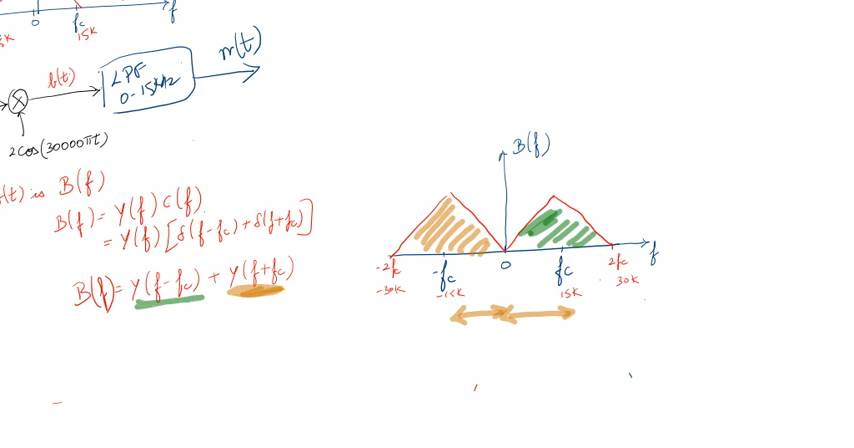 0 fc f
15K
m(t)
b(t)
LPF
0-15KHz
2cos(30000πt)
(t) is B(f)
B(f) = Y(f) C(f)
= Y(f) [δ(f-fc) + δ(f+fc)]
B(f) = Y(f-fc) + Y(f+fc)
B(f)
-2fc -fc 0 fc 2fc f
-30K -15K 15K 30K